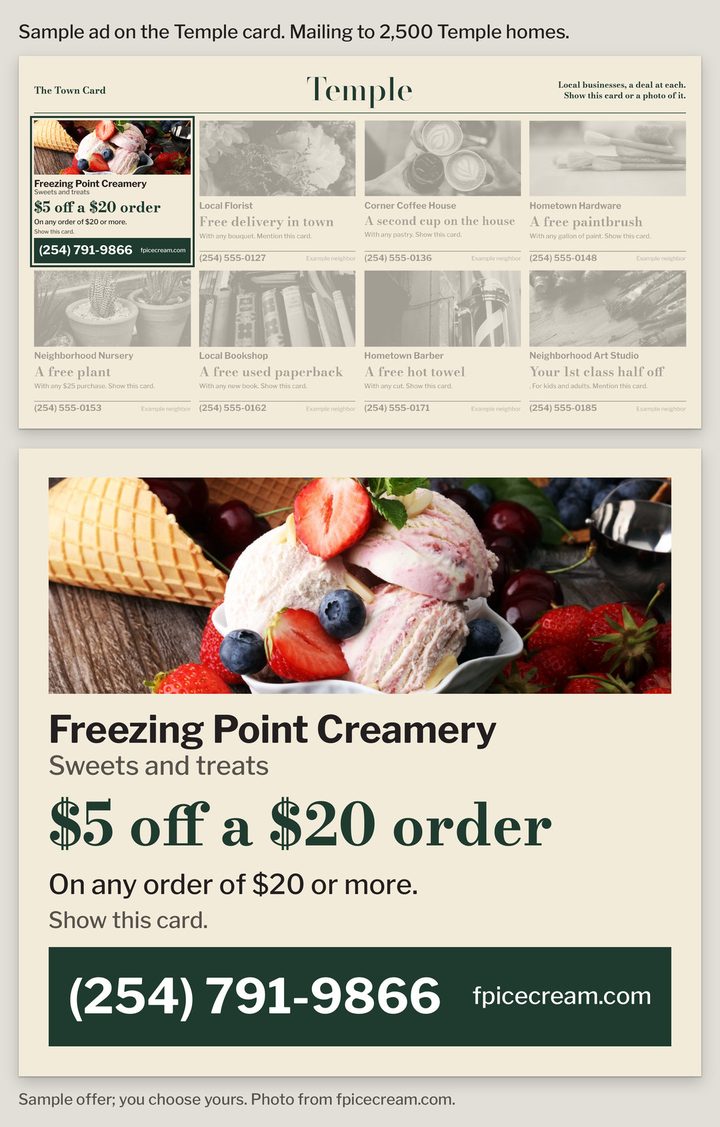 Sample ad on the Temple card. Mailing to 2,500 Temple homes.
The Town Card
Temple
Local businesses, a deal at each.
Show this card or a photo of it.
Freezing Point Creamery
Sweets and treats
$5 off a $20 order
On any order of $20 or more.
Show this card.
(254) 791-9866 fpicecream.com
Local Florist
Free delivery in town
With any bouquet. Mention this card.
(254) 555-0127 Example neighbor
Corner Coffee House
A second cup on the house
With any pastry. Show this card.
(254) 555-0136 Example neighbor
Hometown Hardware
A free paintbrush
With any gallon of paint. Show this card.
(254) 555-0148 Example neighbor
Neighborhood Nursery
A free plant
With any $25 purchase. Show this card.
(254) 555-0153 Example neighbor
Local Bookshop
A free used paperback
With any new book. Show this card.
(254) 555-0162 Example neighbor
Hometown Barber
A free hot towel
With any cut. Show this card.
(254) 555-0171 Example neighbor
Neighborhood Art Studio
Your 1st class half off
For kids and adults. Mention this card.
(254) 555-0185 Example neighbor
Freezing Point Creamery
Sweets and treats
$5 off a $20 order
On any order of $20 or more.
Show this card.
(254) 791-9866 fpicecream.com
Sample offer; you choose yours. Photo from fpicecream.com.